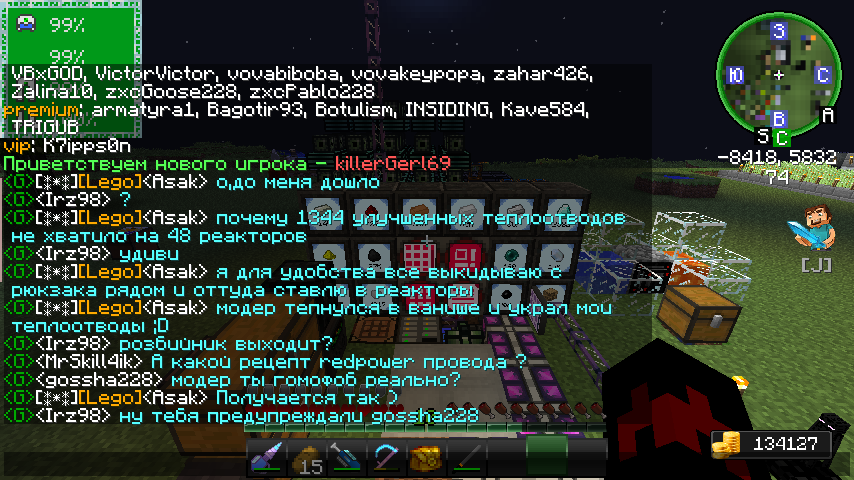 99%
99%
VBxGOD, VictorVictor, vovabiboba, vovakeypopa, zahar426,
Zalina10, zxcGoose228, zxcPablo228
premium: armatyra1, Bagotir93, Botulism, INSIDING, Kave584,
TRIGUB
vip: K7ipps0n
Приветствуем нового игрока - killerGerl69
<G>[⁑*⁑][Lego]<Asak> о,до меня дошло
<G><Irz98> ?
<G>[⁑*⁑][Lego]<Asak> почему 1344 улучшенных теплоотводов
не хватило на 48 реакторов
<G><Irz98> удиви
<G>[⁑*⁑][Lego]<Asak> я для удобства все выкидываю с
рюкзака рядом и оттуда ставлю в реакторы
<G>[⁑*⁑][Lego]<Asak> модер тепнулся в ванише и украл мои
теплоотводы ;D
<G><Irz98> розбийник выходит?
<G><MrSkill4ik> А какой рецепт redpower провода ?
<G><gossha228> модер ты гомофоб реально?
<G>[⁑*⁑][Lego]<Asak> Получается так )
<G><Irz98> ну тебя предупреждали gossha228
З
Ю
С
В
A
S
C
-8418, 5832
74
[J]
15
134127